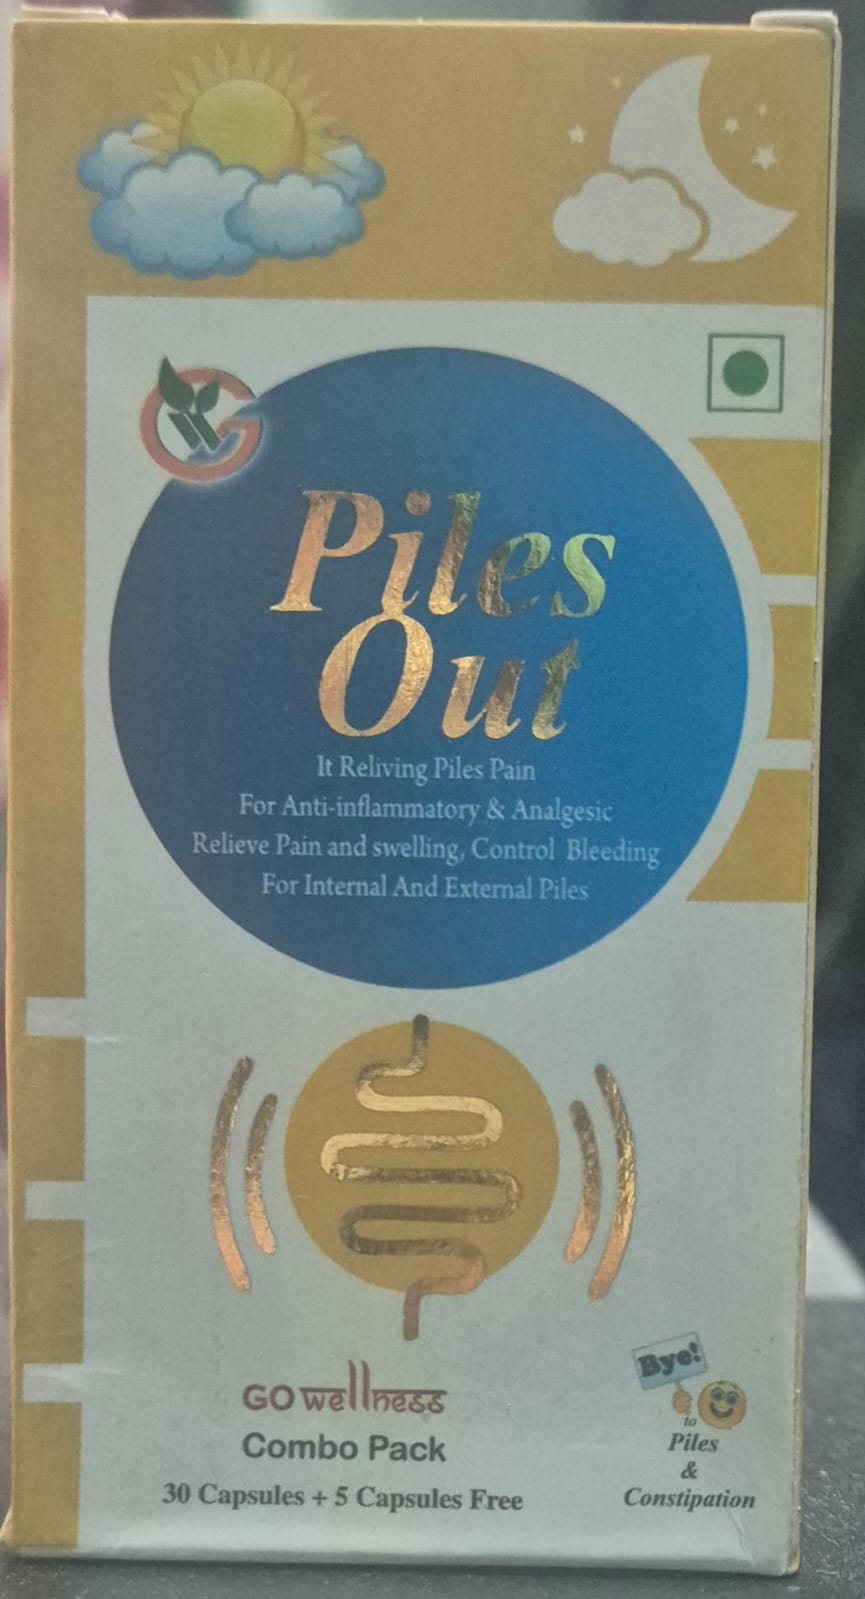 Piles
Out
It Reliving Piles Pain
For Anti-inflammatory & Analgesic
Relieve Pain and swelling, Control Bleeding
For Internal And External Piles
GO wellness
Combo Pack
30 Capsules + 5 Capsules Free
Bye!
to
Piles
&
Constipation